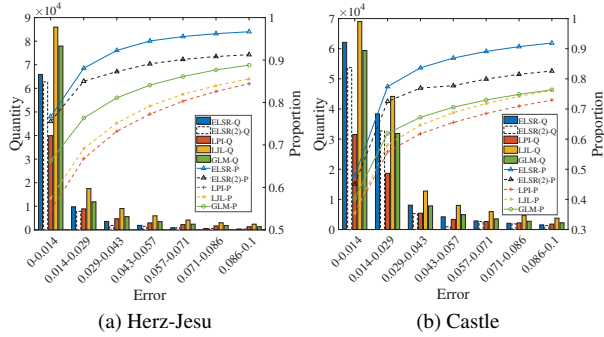 ×10⁴
9
8
7
6
5
4
3
2
1
0
Quantity
1
0.9
0.8
0.7
0.6
0.5
Proportion
ELSR-Q
ELSR(2)-Q
LPI-Q
LJL-Q
GLM-Q
ELSR-P
ELSR(2)-P
LPI-P
LJL-P
GLM-P
0-0.014
0.014-0.029
0.029-0.043
0.043-0.057
0.057-0.071
0.071-0.086
0.086-0.1
Error
(a) Herz-Jesu
×10⁴
7
6
5
4
3
2
1
0
Quantity
1
0.9
0.8
0.7
0.6
0.5
0.4
0.3
Proportion
ELSR-Q
ELSR(2)-Q
LPI-Q
LJL-Q
GLM-Q
ELSR-P
ELSR(2)-P
LPI-P
LJL-P
GLM-P
0-0.014
0.014-0.029
0.029-0.043
0.043-0.057
0.057-0.071
0.071-0.086
0.086-0.1
Error
(b) Castle